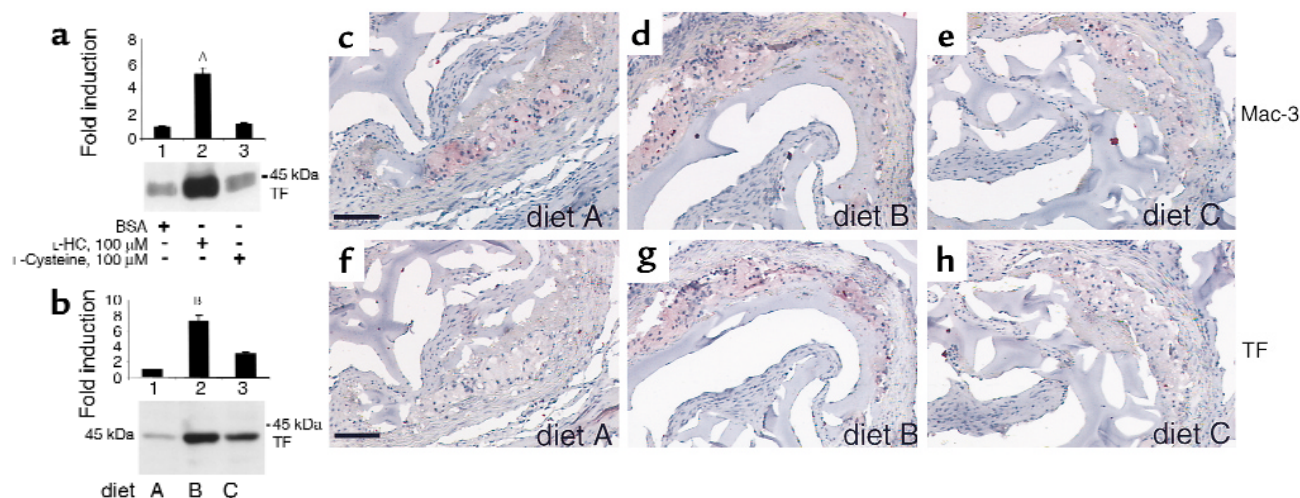 a
Fold induction
8
6
4
2
0
^
1 2 3
45 kDa
TF
BSA + - -
L-HC, 100 μM - + -
L-Cysteine, 100 μM - - +
b
Fold induction
10
8
6
4
2
0
B
1 2 3
45 kDa
45 kDa
TF
diet A B C
c
d
e
Mac-3
diet A
diet B
diet C
f
g
h
TF
diet A
diet B
diet C